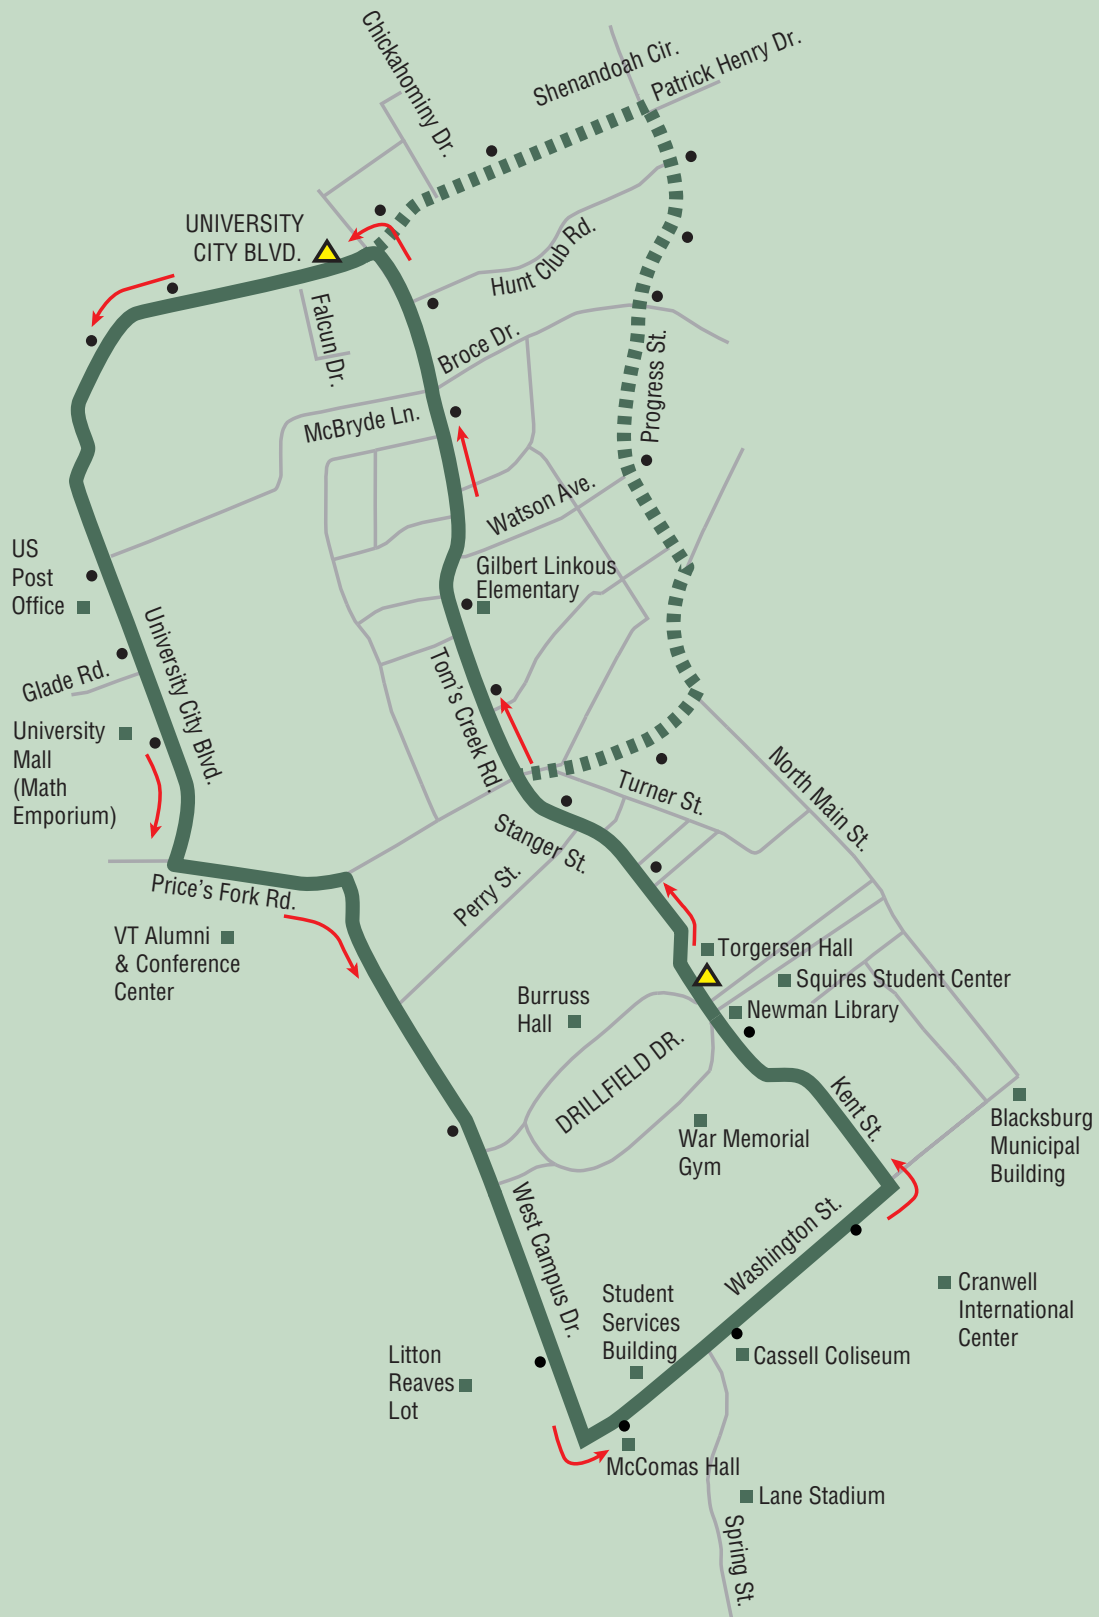 Chickahominy Dr.
Shenandoah Cir.
Patrick Henry Dr.
UNIVERSITY
CITY BLVD.
Hunt Club Rd.
Falcun Dr.
Broce Dr.
Progress St.
McBryde Ln.
Watson Ave.
US
Post
Office
Gilbert Linkous
Elementary
University City Blvd.
Glade Rd.
Tom's Creek Rd.
University
Mall
(Math
Emporium)
North Main St.
Turner St.
Stanger St.
Price's Fork Rd.
Perry St.
VT Alumni
& Conference
Center
Torgersen Hall
Squires Student Center
Burruss
Hall
Newman Library
DRILLFIELD DR.
Kent St.
War Memorial
Gym
Blacksburg
Municipal
Building
West Campus Dr.
Washington St.
Cranwell
International
Center
Student
Services
Building
Cassell Coliseum
Litton
Reaves
Lot
McComas Hall
Lane Stadium
Spring St.